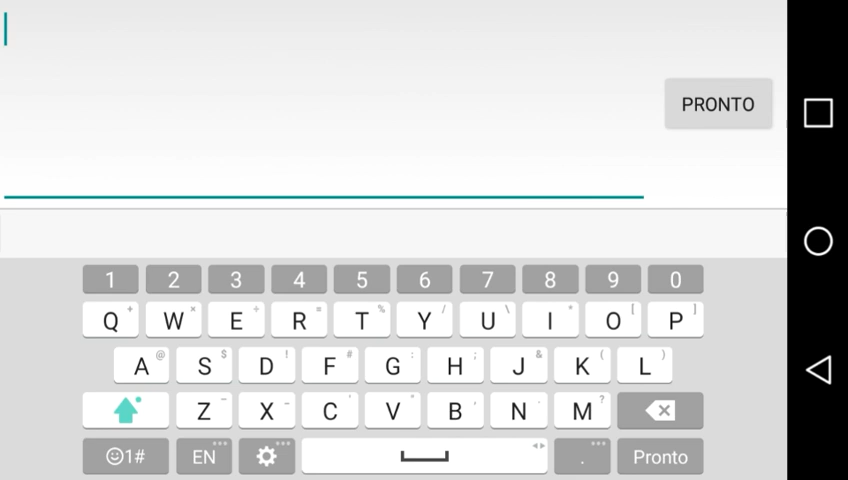 PRONTO
1 2 3 4 5 6 7 8 9 0
Q + W × E ÷ R = T % Y / U \ I * O [ P ]
A @ S $ D ! F # G : H ; J & K ( L )
Z X C V B N M ?
1# EN . Pronto